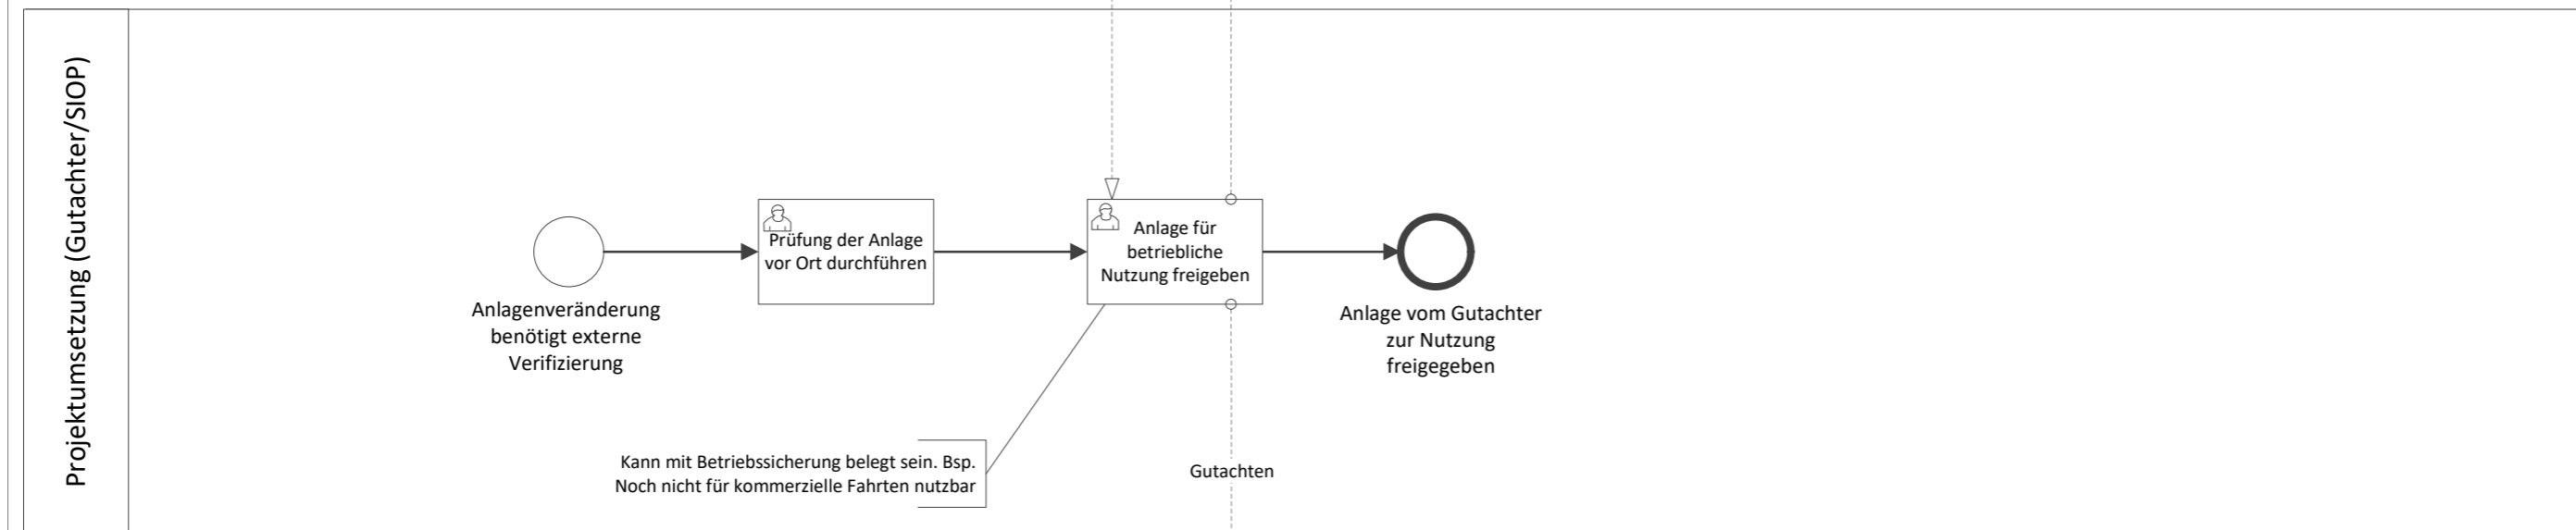 Projektumsetzung (Gutachter/SIOP)
Anlagenveränderung
benötigt externe
Verifizierung
Prüfung der Anlage
vor Ort durchführen
Anlage für
betriebliche
Nutzung freigeben
Anlage vom Gutachter
zur Nutzung
freigegeben
Kann mit Betriebssicherung belegt sein. Bsp.
Noch nicht für kommerzielle Fahrten nutzbar
Gutachten